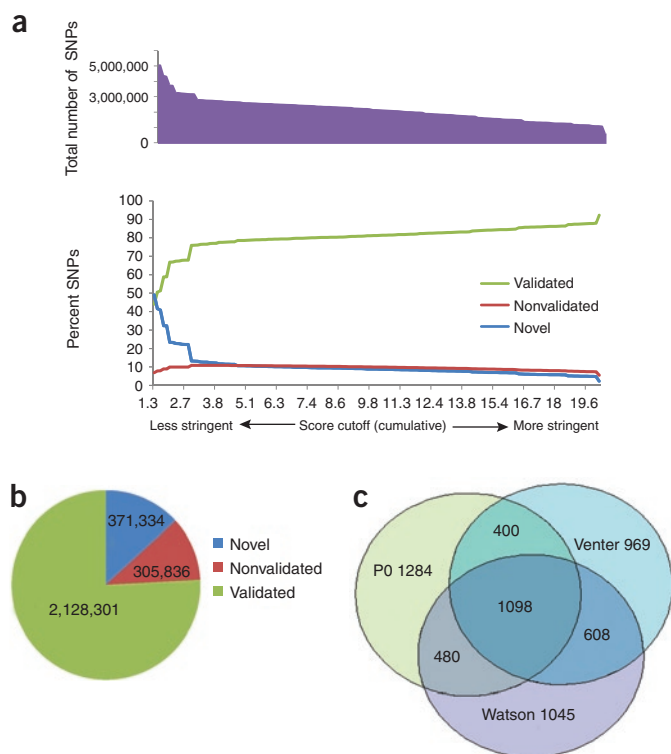 a
Total number of SNPs
5,000,000
3,000,000
0
Percent SNPs
100
90
80
70
60
50
40
30
20
10
0
Validated
Nonvalidated
Novel
1.3 2.7 3.8 5.1 6.3 7.4 8.6 9.8 11.3 12.4 13.8 15.4 16.7 18 19.6
Less stringent Score cutoff (cumulative) More stringent
b
371,334
305,836
2,128,301
Novel
Nonvalidated
Validated
c
400
P0 1284
Venter 969
1098
480
608
Watson 1045